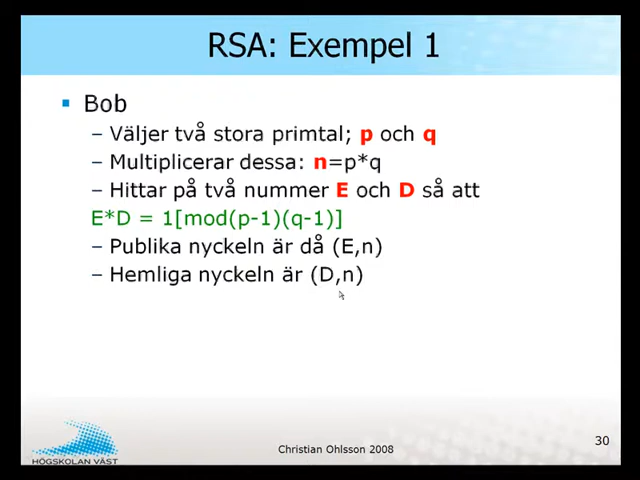 RSA: Exempel 1
Bob
– Väljer två stora primtal; p och q
– Multiplicerar dessa: n=p*q
– Hittar på två nummer E och D så att
E*D = 1[mod(p-1)(q-1)]
– Publika nyckeln är då (E,n)
– Hemliga nyckeln är (D,n)
HÖGSKOLAN VÄST
Christian Ohlsson 2008
30